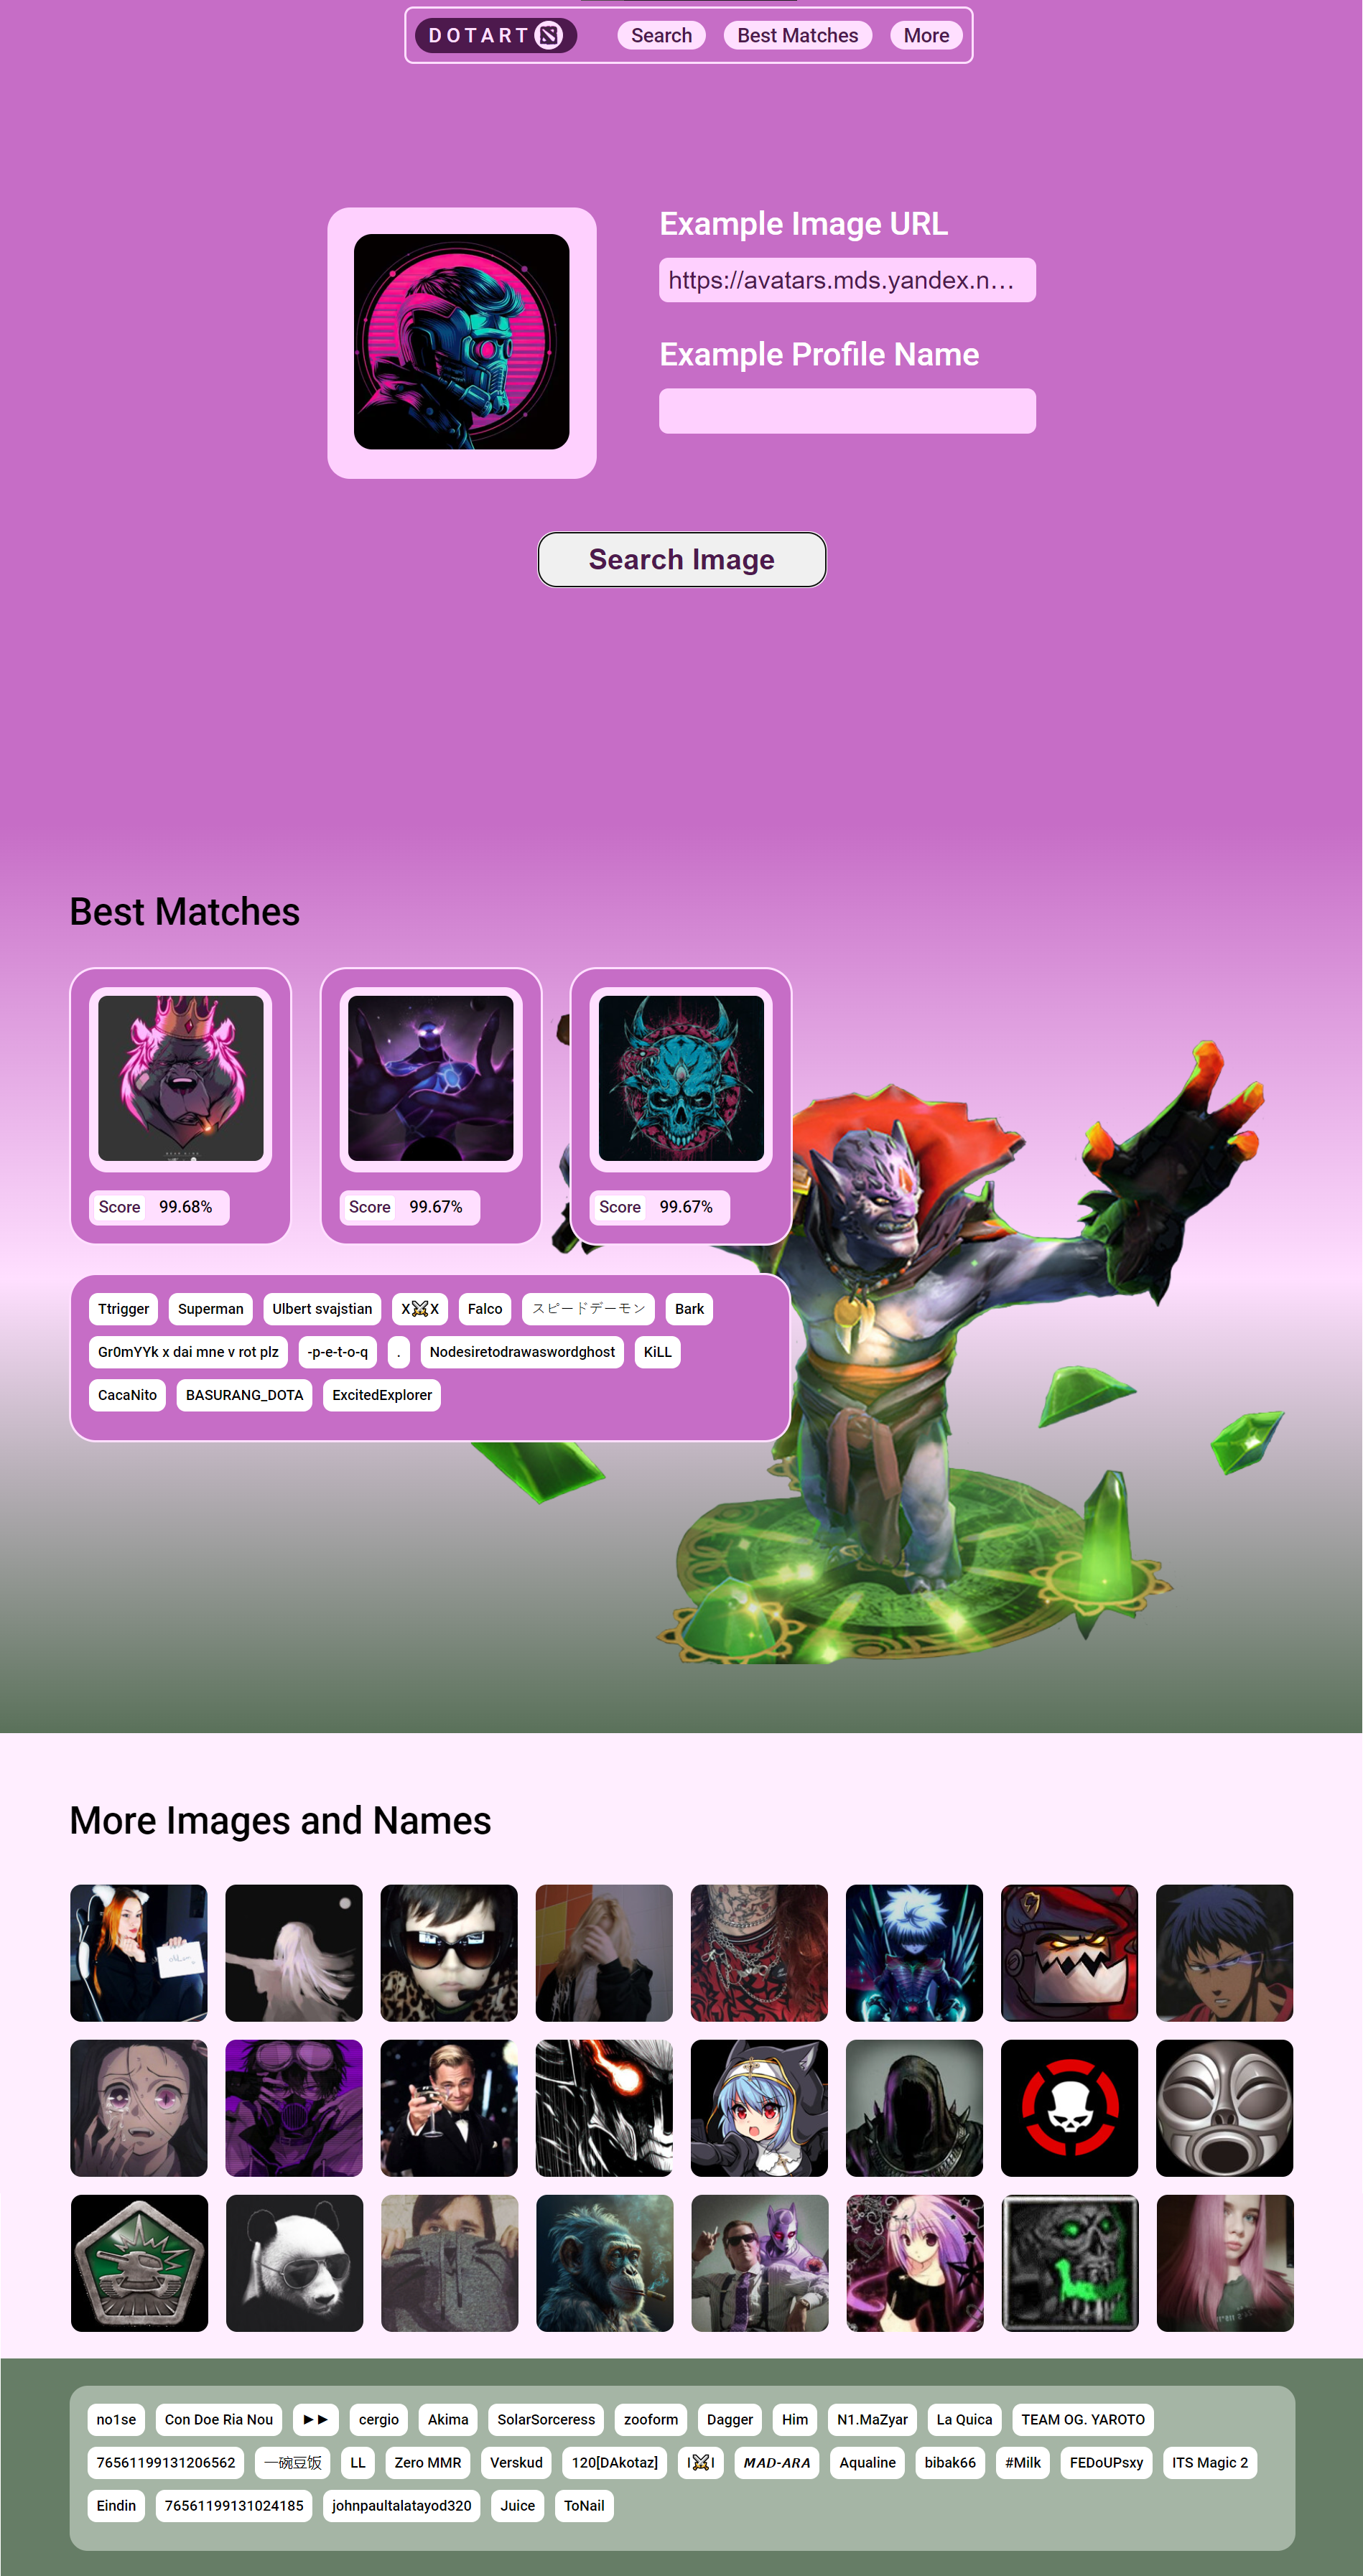 DOTART
Search
Best Matches
More
Example Image URL
https://avatars.mds.yandex.n...
Example Profile Name
Search Image
Best Matches
Score 99.68%
Score 99.67%
Score 99.67%
Ttrigger Superman Ulbert svajstian X⚔X Falco スピードデーモン Bark
Gr0mYYk x dai mne v rot plz -p-e-t-o-q . Nodesiretodrawaswordghost KiLL
CacaNito BASURANG_DOTA ExcitedExplorer
More Images and Names
no1se Con Doe Ria Nou ►► cergio Akima SolarSorceress zooform Dagger Him N1.MaZyar La Quica TEAM OG. YAROTO
76561199131206562 一碗豆饭 LL Zero MMR Verskud 120[DAkotaz] I⚔I MAD-ARA Aqualine bibak66 #Milk FEDoUPsxy ITS Magic 2
Eindin 76561199131024185 johnpaultalatayod320 Juice ToNail